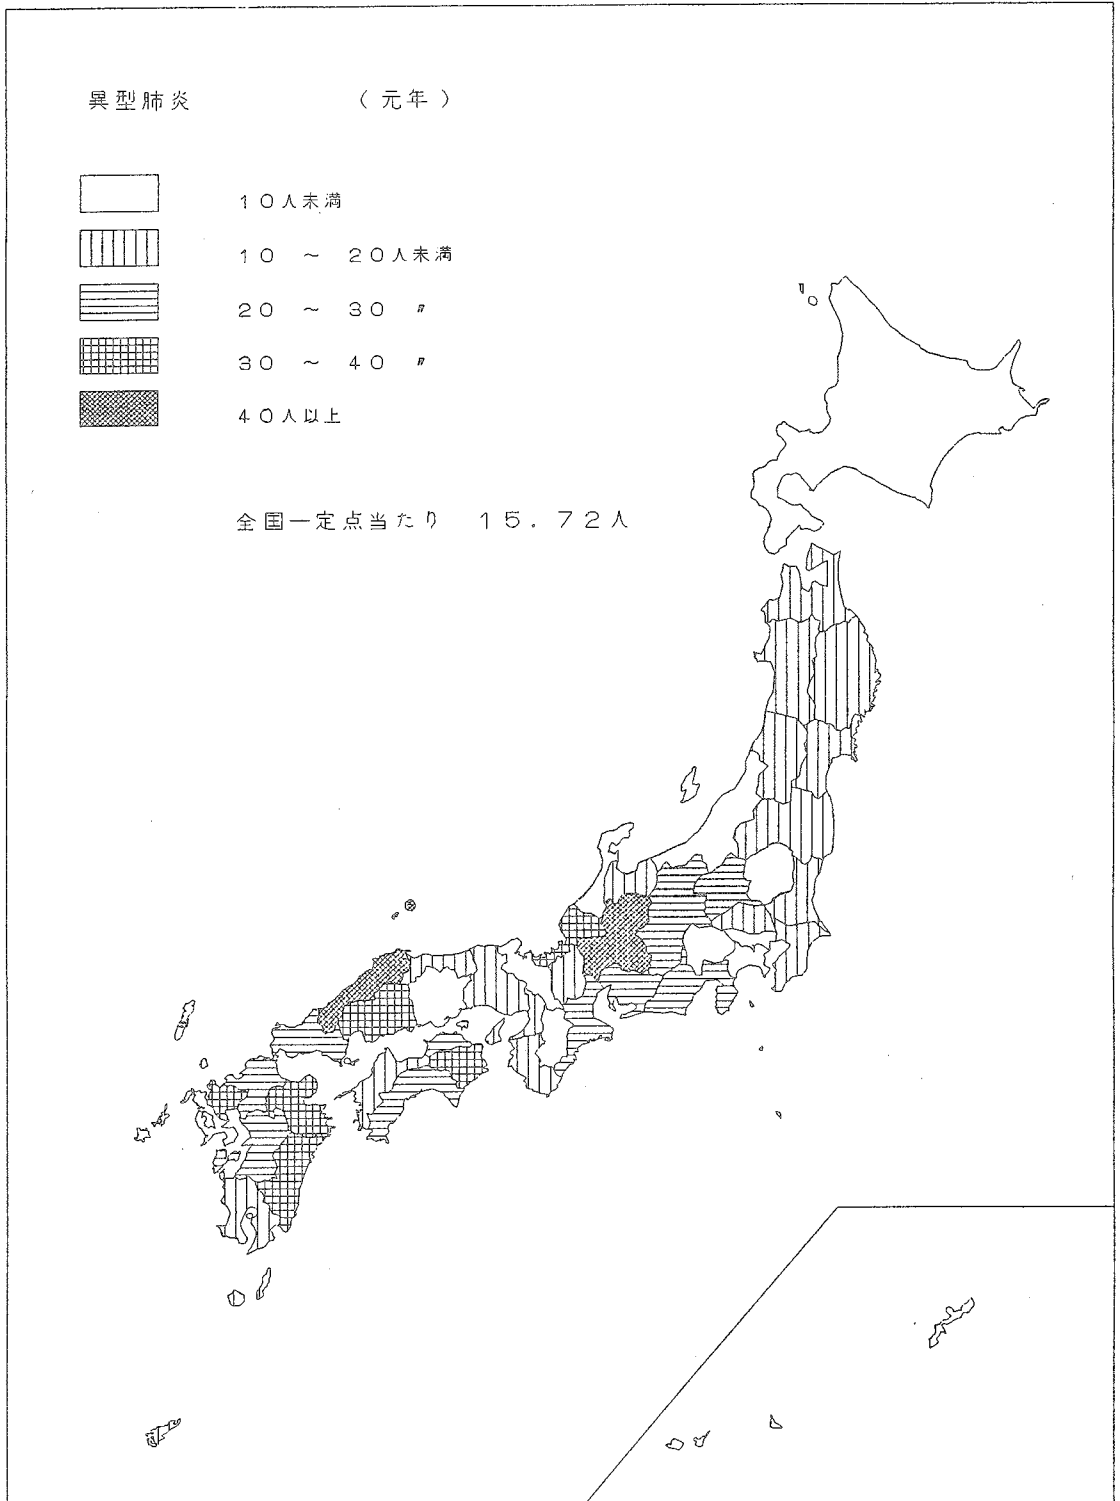 異型肺炎 （元年）
10人未満
10 ～ 20人未満
20 ～ 30 〃
30 ～ 40 〃
40人以上
全国一定点当たり 15.72人